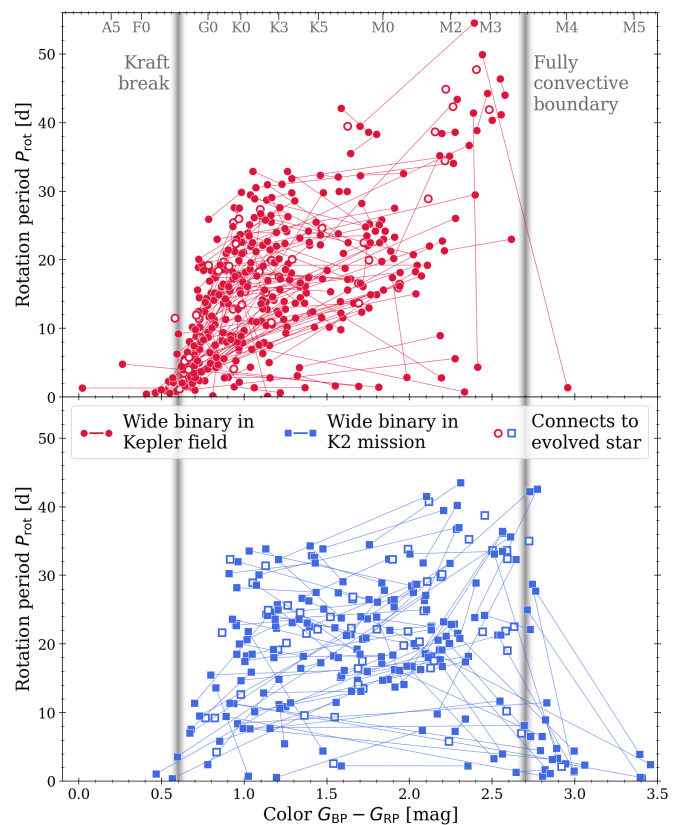 A5 F0 G0 K0 K3 K5 M0 M2 M3 M4 M5
Kraft
break
Fully
convective
boundary
50
40
30
20
10
0
Rotation period P_rot [d]
Wide binary in
Kepler field
Wide binary in
K2 mission
Connects to
evolved star
50
40
30
20
10
0
Rotation period P_rot [d]
0.0 0.5 1.0 1.5 2.0 2.5 3.0 3.5
Color G_BP − G_RP [mag]